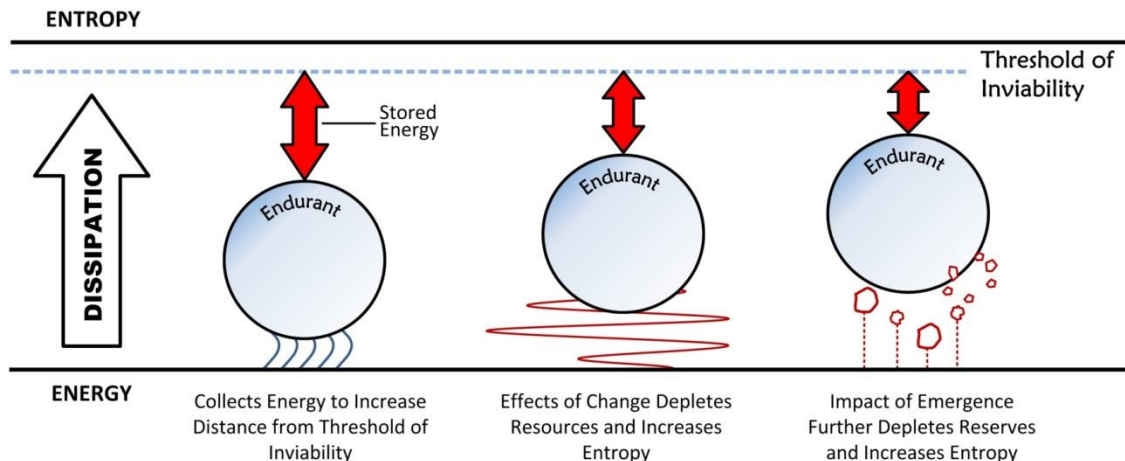 ENTROPY
Threshold of
Inviability
Stored
Energy
Endurant
Endurant
Endurant
DISSIPATION
ENERGY
Collects Energy to Increase
Distance from Threshold of
Inviability
Effects of Change Depletes
Resources and Increases
Entropy
Impact of Emergence
Further Depletes Reserves
and Increases Entropy